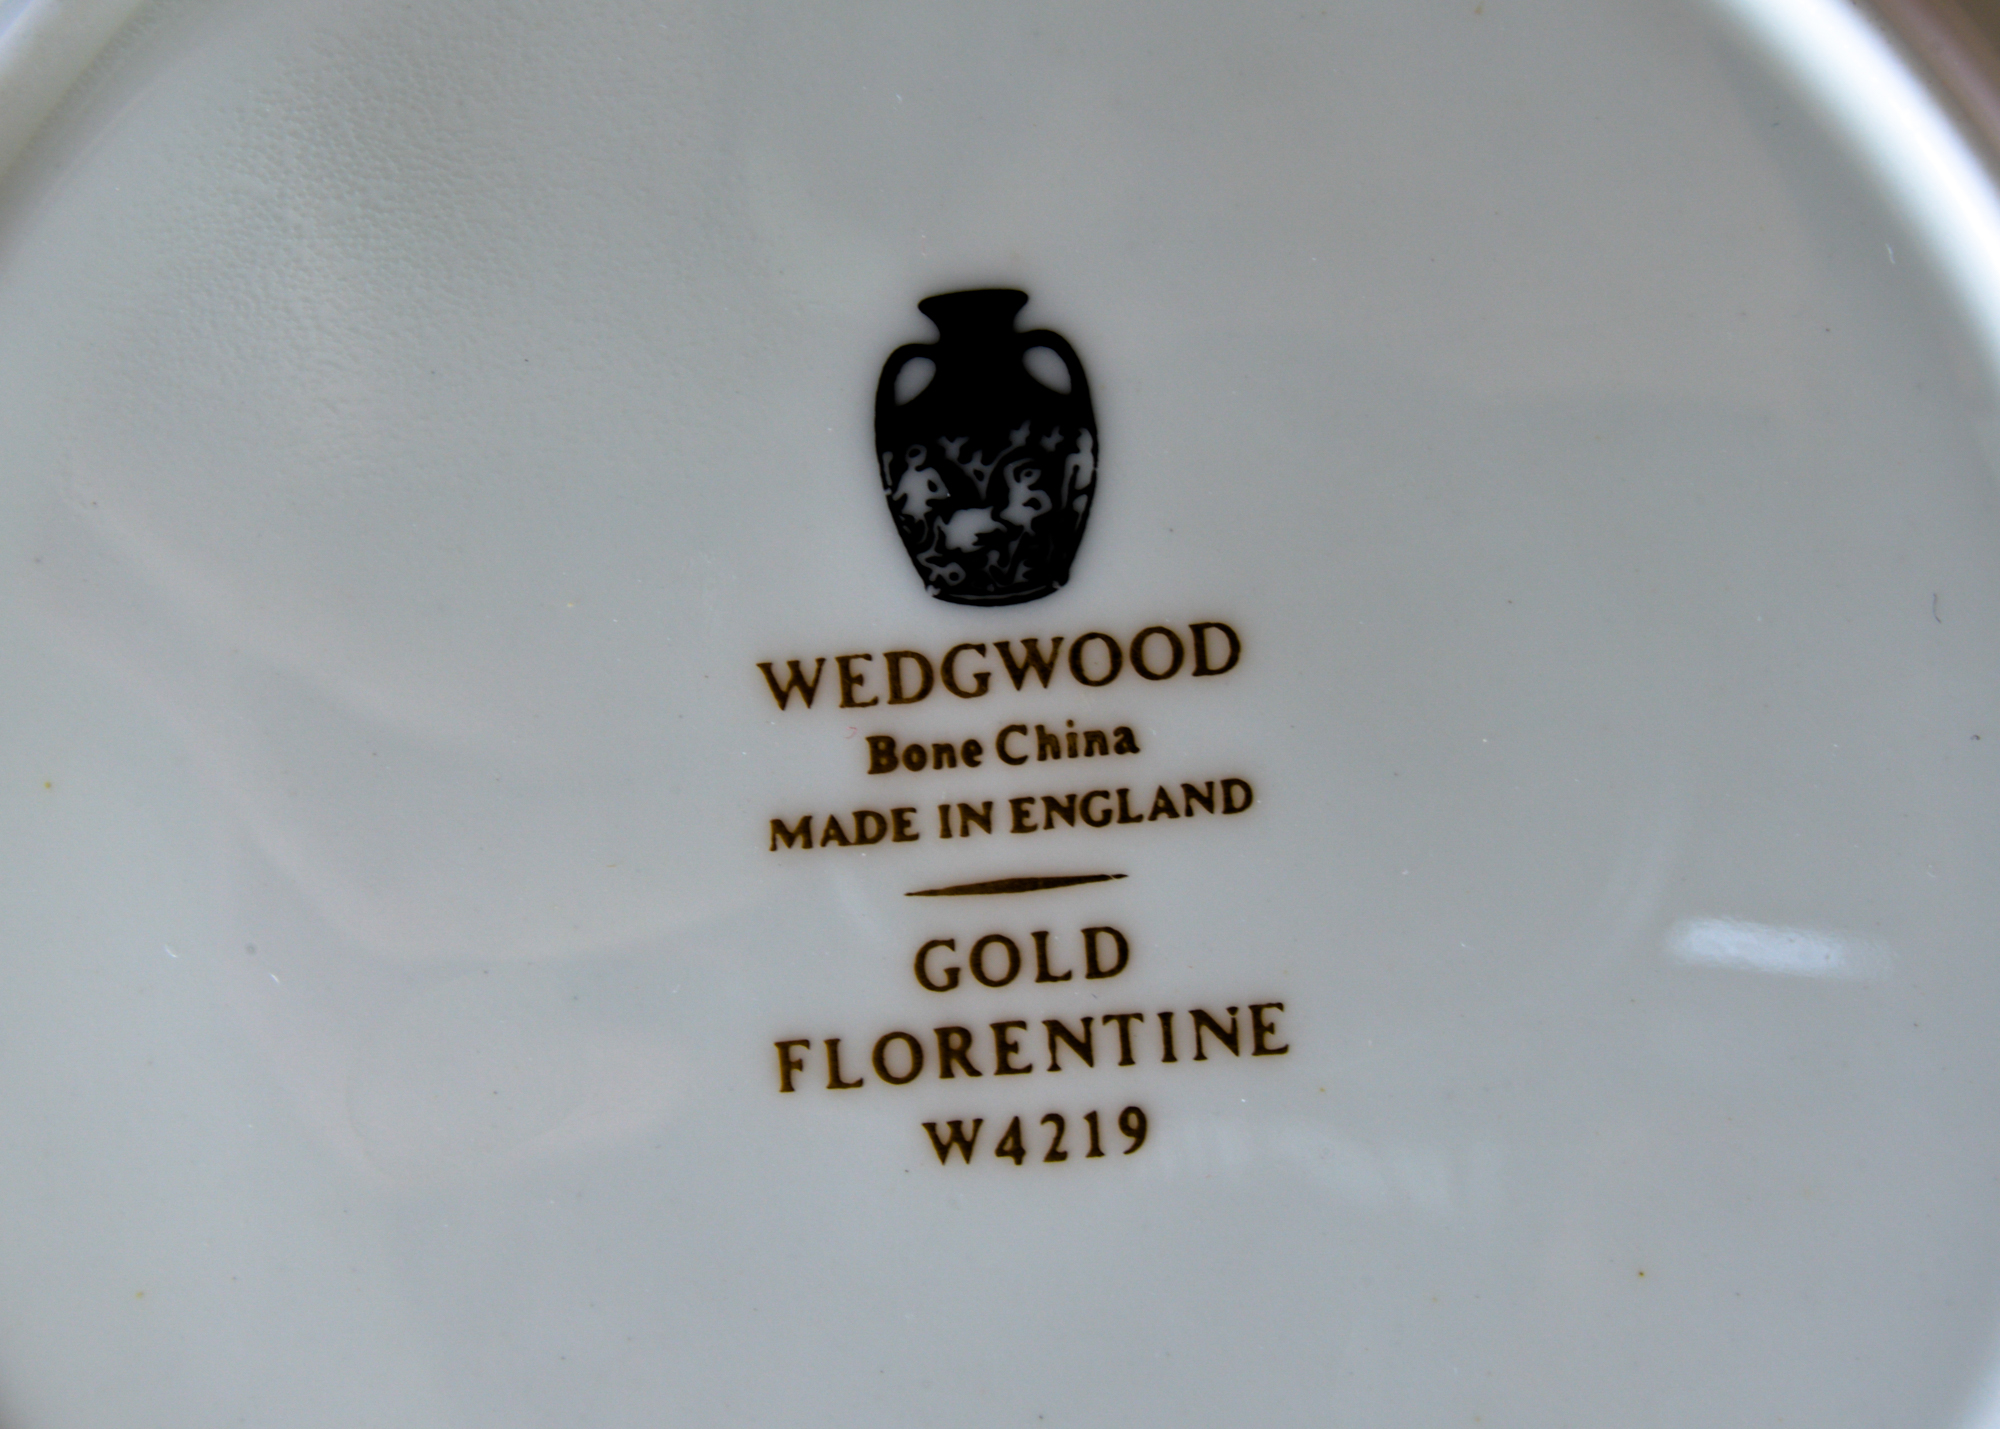 WEDGWOOD
Bone China
MADE IN ENGLAND
GOLD
FLORENTINE
W4219